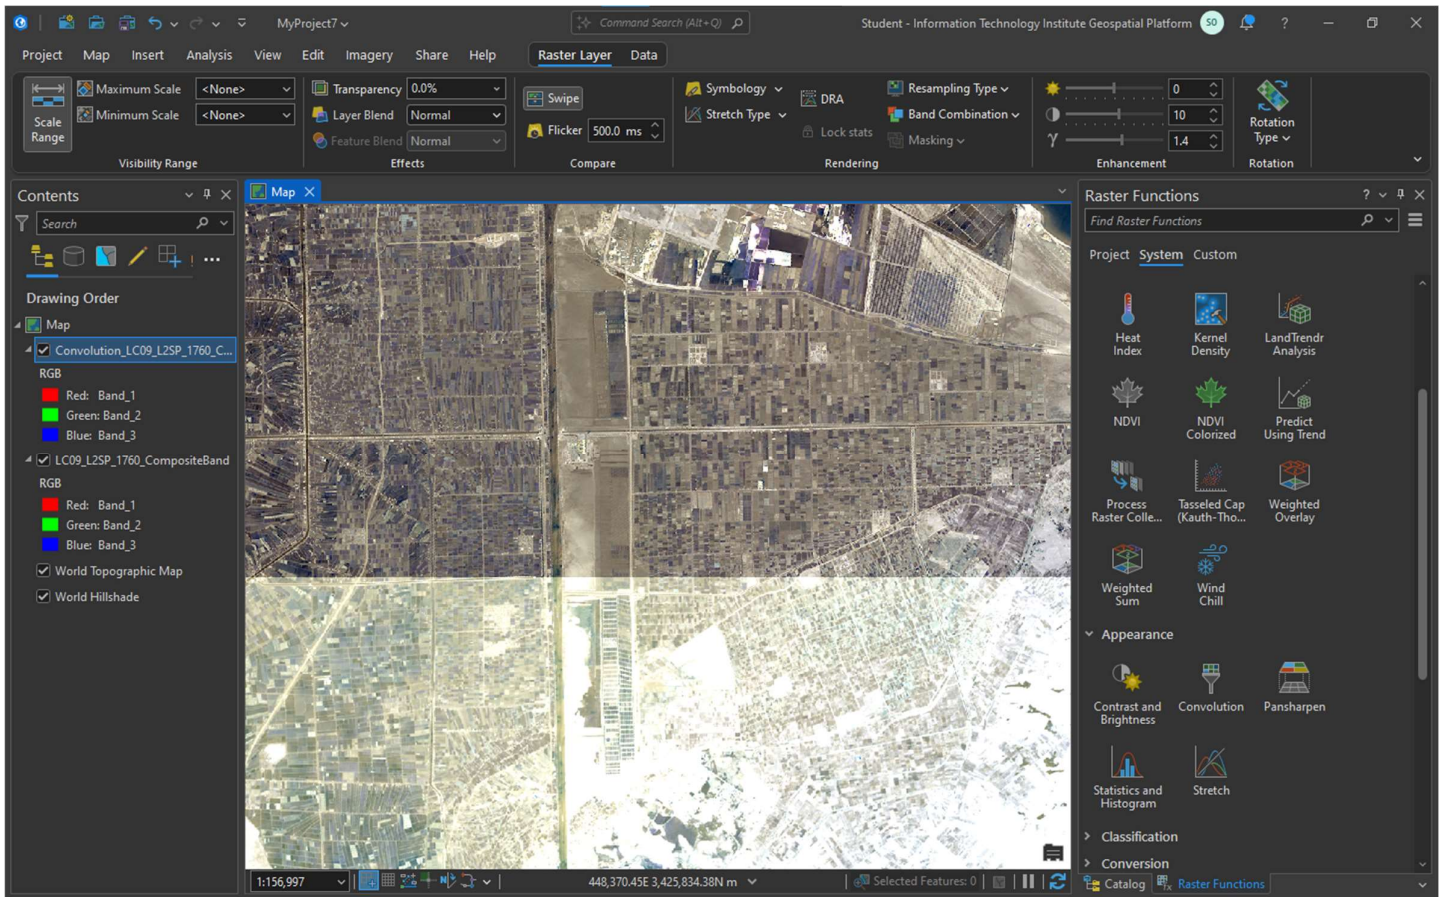 MyProject7
Command Search (Alt+Q)
Student - Information Technology Institute Geospatial Platform
SO
?
Project Map Insert Analysis View Edit Imagery Share Help Raster Layer Data
Scale Range
Maximum Scale <None>
Minimum Scale <None>
Visibility Range
Transparency 0.0%
Layer Blend Normal
Feature Blend Normal
Effects
Swipe
Flicker 500.0 ms
Compare
Symbology
Stretch Type
DRA
Lock stats
Resampling Type
Band Combination
Masking
Rendering
0
10
γ 1.4
Enhancement
Rotation
Type
Rotation
Contents
Search
Drawing Order
Map
Convolution_LC09_L2SP_1760_C...
RGB
Red: Band_1
Green: Band_2
Blue: Band_3
LC09_L2SP_1760_CompositeBand
RGB
Red: Band_1
Green: Band_2
Blue: Band_3
World Topographic Map
World Hillshade
Map
1:156,997
448,370.45E 3,425,834.38N m
Selected Features: 0
Raster Functions
?
Find Raster Functions
Project System Custom
Heat
Index
Kernel
Density
LandTrendr
Analysis
NDVI
NDVI
Colorized
Predict
Using Trend
Process
Raster Colle...
Tasseled Cap
(Kauth-Tho...
Weighted
Overlay
Weighted
Sum
Wind
Chill
Appearance
Contrast and
Brightness
Convolution
Pansharpen
Statistics and
Histogram
Stretch
Classification
Conversion
Catalog Raster Functions